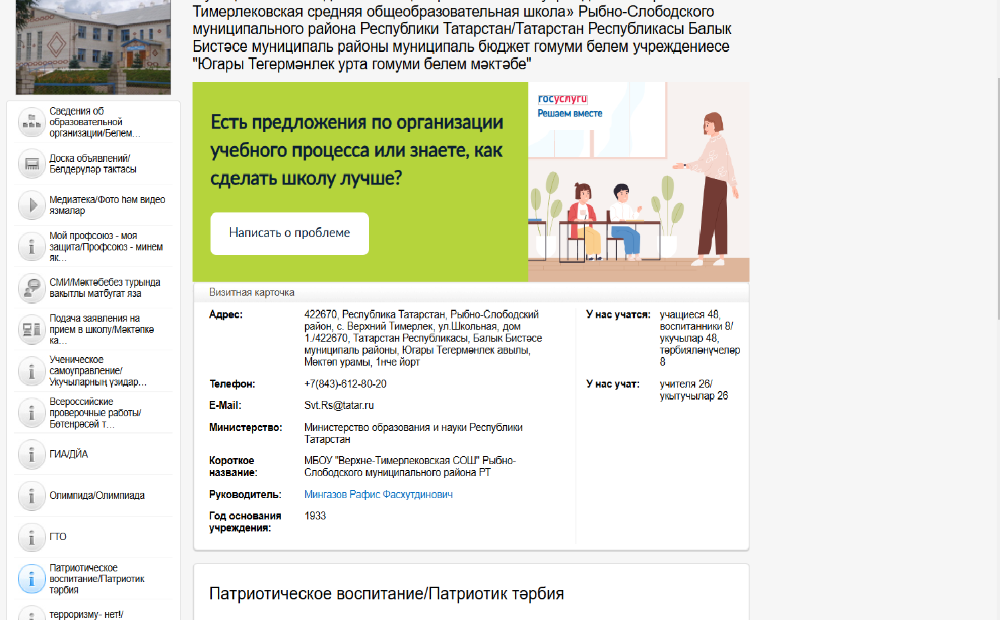 Тимерлековская средняя общеобразовательная школа» Рыбно-Слободского
муниципального района Республики Татарстан/Татарстан Республикасы Балык
Бистәсе муниципаль районы муниципаль бюджет гомуми белем учреждениесе
"Югары Тегермәнлек урта гомуми белем мәктәбе"
Сведения об
образовательной
организации/Белем...
Доска объявлений/
Белдерүләр тактасы
Медиатека/Фото һәм видео
язмалар
Мой профсоюз - моя
защита/Профсоюз - минем
як...
СМИ/Мәктәбебез турында
вакытлы матбугат яза
Подача заявления на
прием в школу/Мәктәпкә
ка...
Ученическое
самоуправление/
Укучыларның үзидар...
Всероссийские
проверочные работы/
Бөтенрәсәй т...
ГИА/ДЙА
Олимпида/Олимпиада
ГТО
Патриотическое
воспитание/Патриотик
тәрбия
терроризму- нет!/
Есть предложения по организации
учебного процесса или знаете, как
сделать школу лучше?
Написать о проблеме
госуслуги
Решаем вместе
Визитная карточка
Адрес:
422670, Республика Татарстан, Рыбно-Слободский
район, с. Верхний Тимерлек, ул.Школьная, дом
1./422670, Татарстан Республикасы, Балык Бистәсе
муниципаль районы, Югары Тегермәнлек авылы,
Мәктәп урамы, 1нче йорт
Телефон:
+7(843)-612-80-20
E-Mail:
Svt.Rs@tatar.ru
Министерство:
Министерство образования и науки Республики
Татарстан
Короткое
название:
МБОУ "Верхне-Тимерлековская СОШ" Рыбно-
Слободского муниципального района РТ
Руководитель:
Мингазов Рафис Фасхутдинович
Год основания
учреждения:
1933
У нас учатся:
учащиеся 48,
воспитанники 8/
укучылар 48,
тәрбияләнүчеләр
8
У нас учат:
учителя 26/
укытучылар 26
Патриотическое воспитание/Патриотик тәрбия